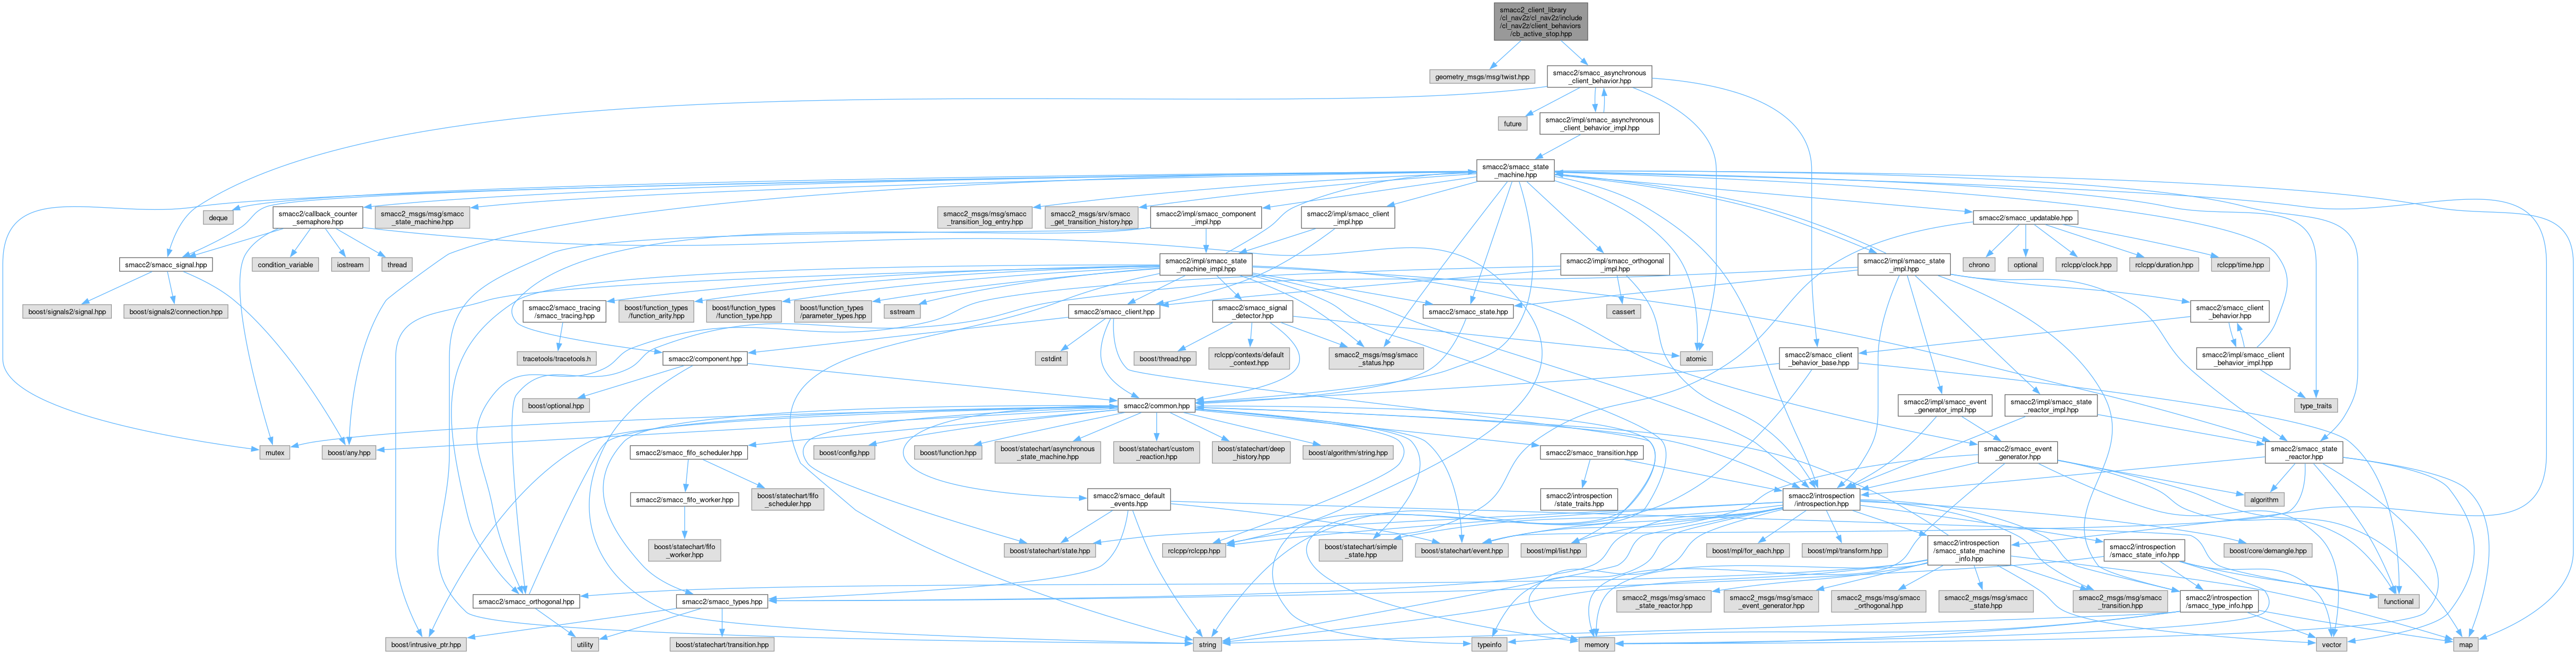 smacc2_client_library
/cl_nav2z/cl_nav2z/include
/cl_nav2z/client_behaviors
/cb_active_stop.hpp
geometry_msgs/msg/twist.hpp
smacc2/smacc_asynchronous
_client_behavior.hpp
future
smacc2/impl/smacc_asynchronous
_client_behavior_impl.hpp
smacc2/smacc_state
_machine.hpp
deque
smacc2/callback_counter
_semaphore.hpp
smacc2_msgs/msg/smacc
_state_machine.hpp
smacc2_msgs/msg/smacc
_transition_log_entry.hpp
smacc2_msgs/srv/smacc
_get_transition_history.hpp
smacc2/impl/smacc_component
_impl.hpp
smacc2/impl/smacc_client
_impl.hpp
smacc2/smacc_updatable.hpp
smacc2/smacc_signal.hpp
condition_variable
iostream
thread
smacc2/impl/smacc_state
_machine_impl.hpp
smacc2/impl/smacc_orthogonal
_impl.hpp
smacc2/impl/smacc_state
_impl.hpp
chrono
optional
rclcpp/clock.hpp
rclcpp/duration.hpp
rclcpp/time.hpp
boost/signals2/signal.hpp
boost/signals2/connection.hpp
smacc2/smacc_tracing
/smacc_tracing.hpp
boost/function_types
/function_arity.hpp
boost/function_types
/function_type.hpp
boost/function_types
/parameter_types.hpp
sstream
smacc2/smacc_client.hpp
smacc2/smacc_signal
_detector.hpp
smacc2/smacc_state.hpp
cassert
smacc2/smacc_client
_behavior.hpp
tracetools/tracetools.h
smacc2/component.hpp
cstdint
boost/thread.hpp
rclcpp/contexts/default
_context.hpp
smacc2_msgs/msg/smacc
_status.hpp
atomic
smacc2/smacc_client
_behavior_base.hpp
smacc2/impl/smacc_client
_behavior_impl.hpp
boost/optional.hpp
smacc2/common.hpp
smacc2/impl/smacc_event
_generator_impl.hpp
smacc2/impl/smacc_state
_reactor_impl.hpp
type_traits
mutex
boost/any.hpp
smacc2/smacc_fifo_scheduler.hpp
boost/config.hpp
boost/function.hpp
boost/statechart/asynchronous
_state_machine.hpp
boost/statechart/custom
_reaction.hpp
boost/statechart/deep
_history.hpp
boost/algorithm/string.hpp
smacc2/smacc_transition.hpp
smacc2/smacc_event
_generator.hpp
smacc2/smacc_state
_reactor.hpp
smacc2/smacc_fifo_worker.hpp
boost/statechart/fifo
_scheduler.hpp
smacc2/smacc_default
_events.hpp
smacc2/introspection
/state_traits.hpp
smacc2/introspection
/introspection.hpp
algorithm
boost/statechart/fifo
_worker.hpp
boost/statechart/state.hpp
rclcpp/rclcpp.hpp
boost/statechart/simple
_state.hpp
boost/statechart/event.hpp
boost/mpl/list.hpp
boost/mpl/for_each.hpp
boost/mpl/transform.hpp
smacc2/introspection
/smacc_state_machine
_info.hpp
smacc2/introspection
/smacc_state_info.hpp
boost/core/demangle.hpp
smacc2/smacc_orthogonal.hpp
smacc2/smacc_types.hpp
smacc2_msgs/msg/smacc
_state_reactor.hpp
smacc2_msgs/msg/smacc
_event_generator.hpp
smacc2_msgs/msg/smacc
_orthogonal.hpp
smacc2_msgs/msg/smacc
_state.hpp
smacc2_msgs/msg/smacc
_transition.hpp
smacc2/introspection
/smacc_type_info.hpp
functional
boost/intrusive_ptr.hpp
utility
boost/statechart/transition.hpp
string
typeinfo
memory
vector
map